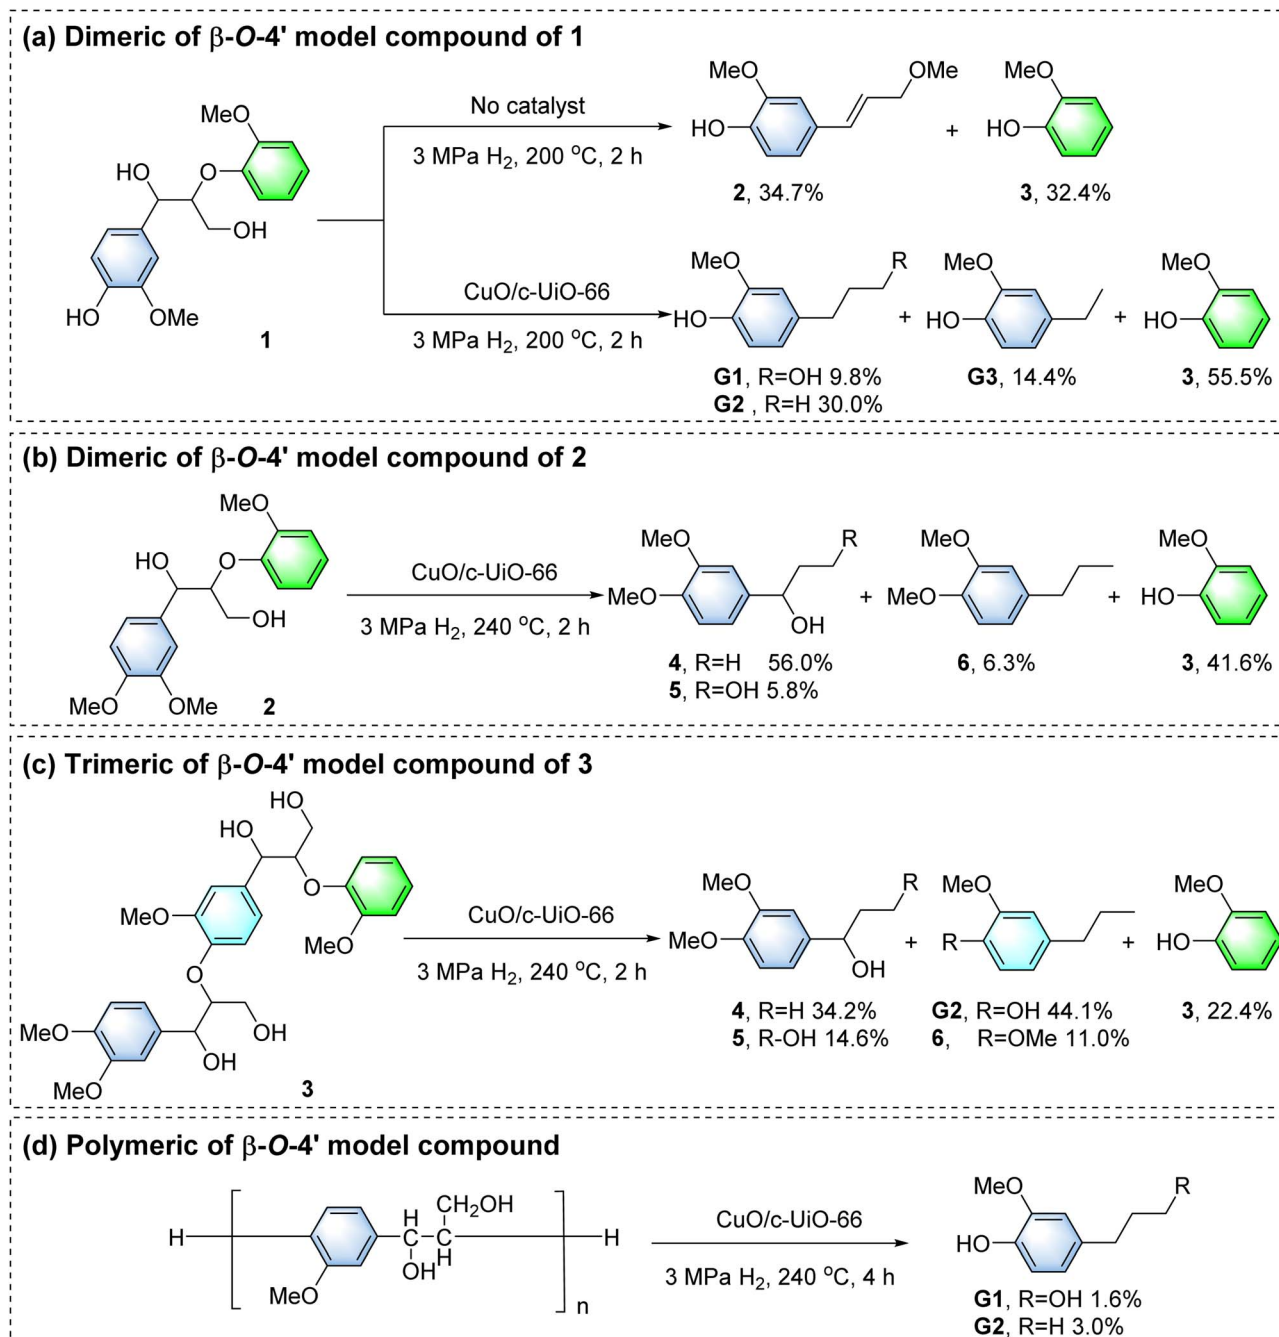 (a) Dimeric of β-O-4' model compound of 1
MeO
HO
O
OH
HO
OMe
1
No catalyst
3 MPa H2, 200 °C, 2 h
MeO
HO
OMe
2, 34.7%
+
MeO
HO
3, 32.4%
CuO/c-UiO-66
3 MPa H2, 200 °C, 2 h
MeO
HO
R
G1, R=OH 9.8%
G2 , R=H 30.0%
+
MeO
HO
G3, 14.4%
+
MeO
HO
3, 55.5%
(b) Dimeric of β-O-4' model compound of 2
MeO
HO
O
OH
MeO
OMe
2
CuO/c-UiO-66
3 MPa H2, 240 °C, 2 h
MeO
MeO
R
OH
4, R=H 56.0%
5, R=OH 5.8%
+
MeO
MeO
6, 6.3%
+
MeO
HO
3, 41.6%
(c) Trimeric of β-O-4' model compound of 3
HO
HO
O
MeO
MeO
O
OH
OH
MeO
MeO
3
CuO/c-UiO-66
3 MPa H2, 240 °C, 2 h
MeO
MeO
R
OH
4, R=H 34.2%
5, R-OH 14.6%
+
MeO
R
G2, R=OH 44.1%
6, R=OMe 11.0%
+
MeO
HO
3, 22.4%
(d) Polymeric of β-O-4' model compound
H
MeO
H
C
OH
CH2OH
C
H
H
n
CuO/c-UiO-66
3 MPa H2, 240 °C, 4 h
MeO
HO
R
G1, R=OH 1.6%
G2, R=H 3.0%